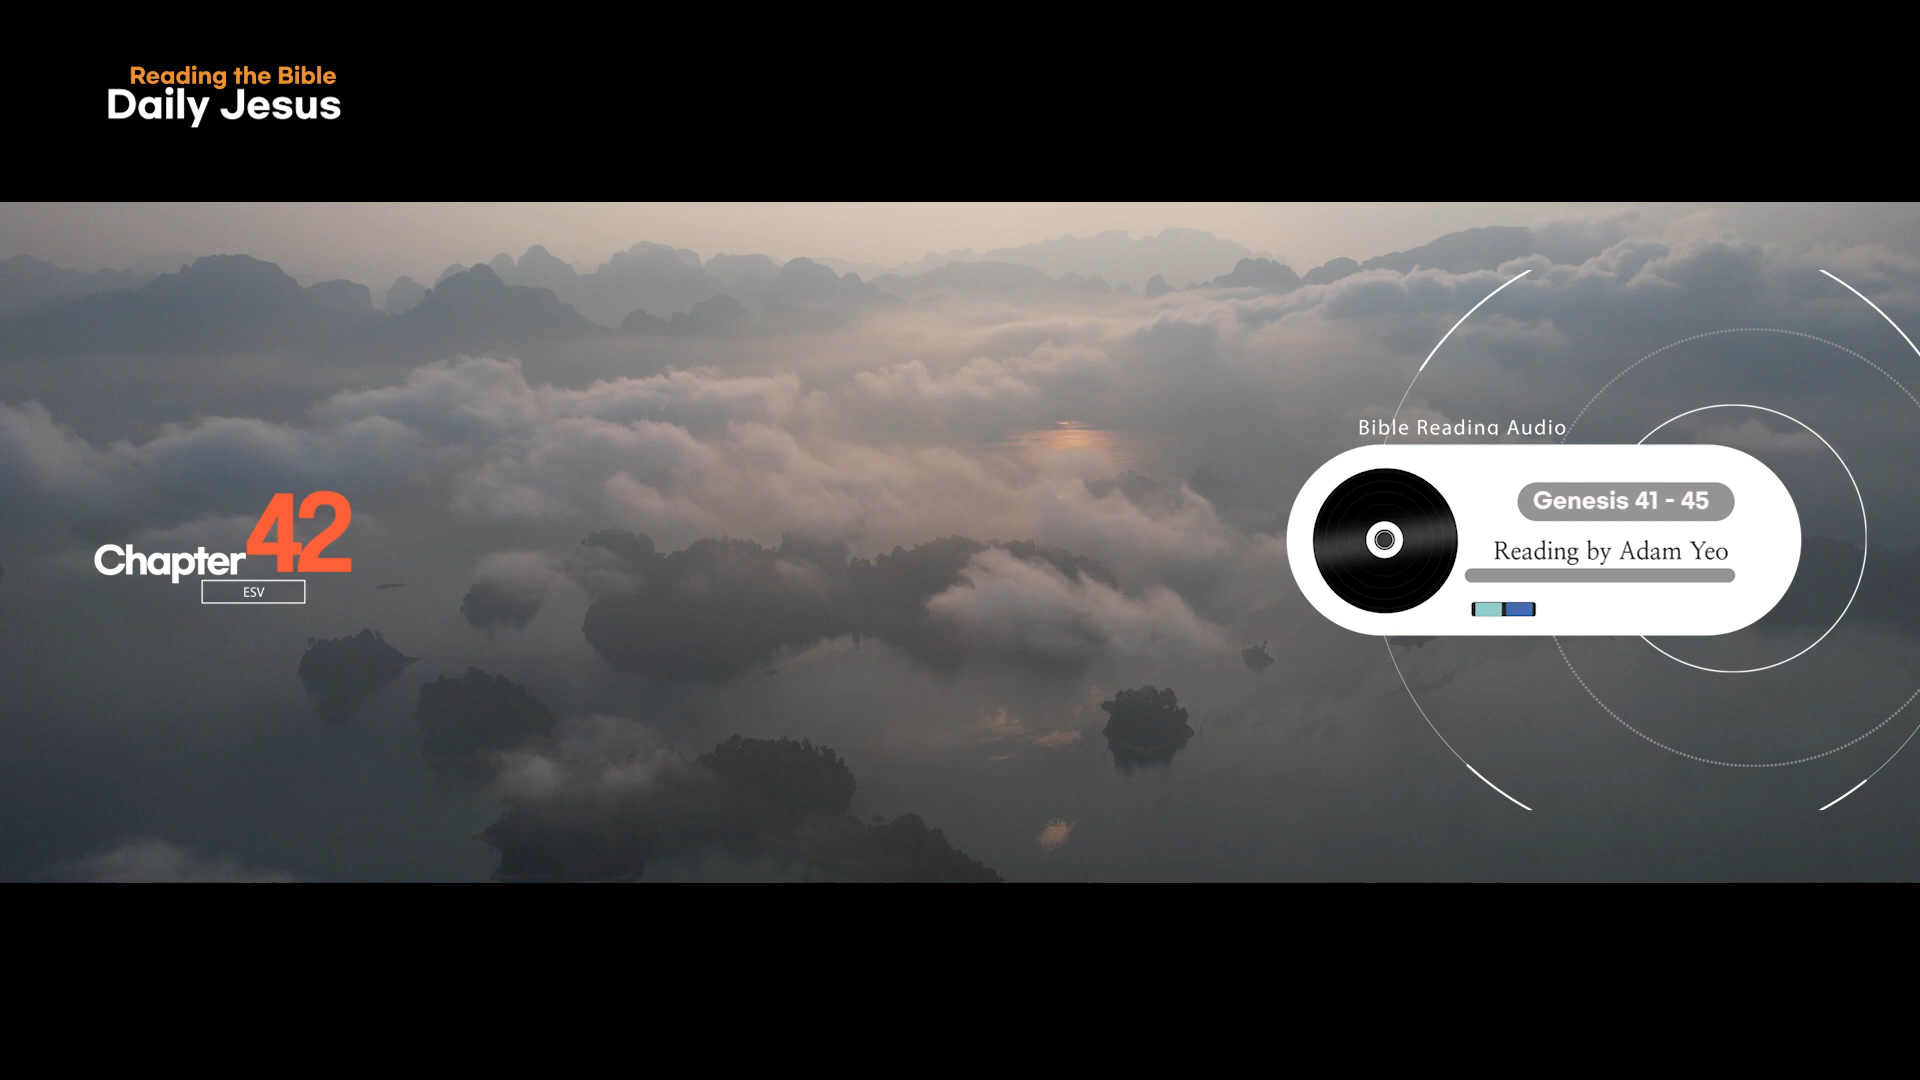 Reading the Bible
Daily Jesus
Chapter 42
ESV
Bible Reading Audio
Genesis 41 - 45
Reading by Adam Yeo